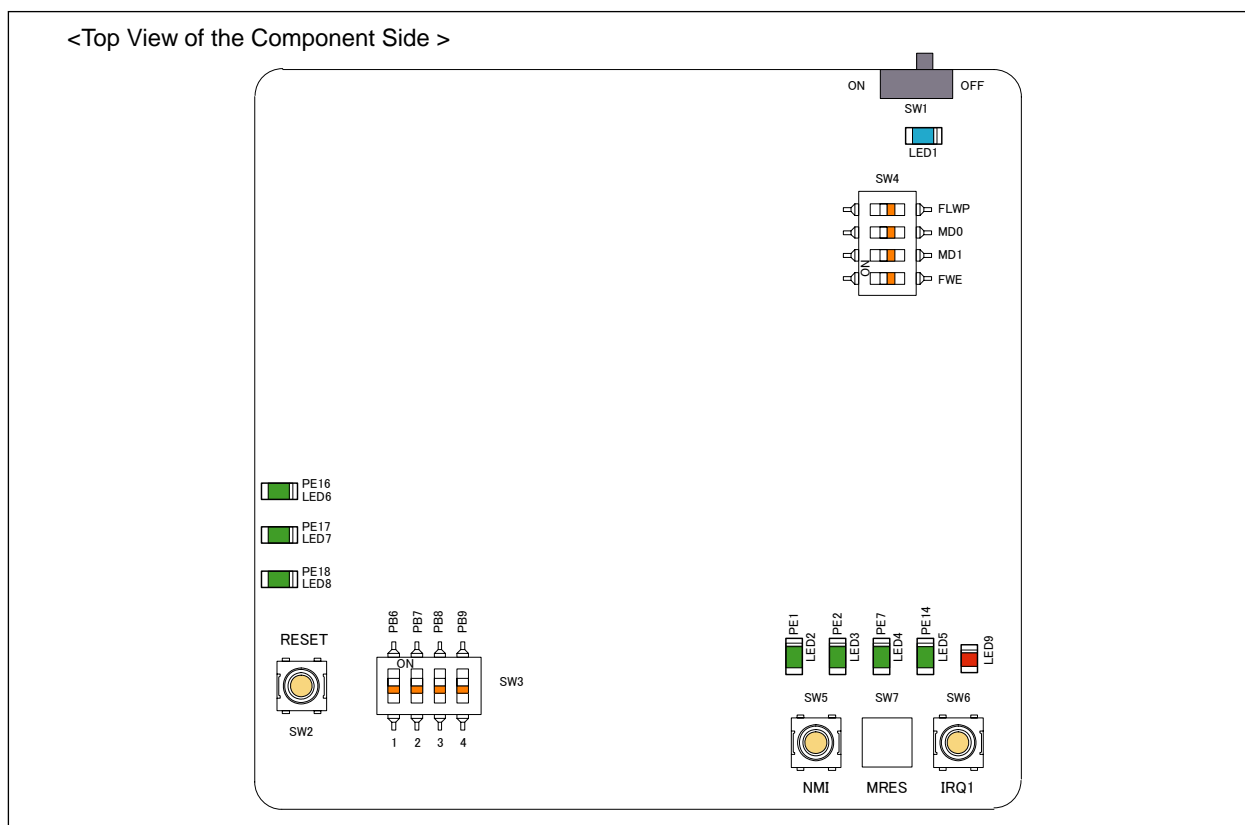 <Top View of the Component Side >
ON
OFF
SW1
LED1
SW4
FLWP
MD0
MD1
FWE
ON
PE16
LED6
PE17
LED7
PE18
LED8
RESET
SW2
PB6
PB7
PB8
PB9
ON
SW3
1 2 3 4
PE1
LED2
PE2
LED3
PE7
LED4
PE14
LED5
LED9
SW5 SW7 SW6
NMI MRES IRQ1